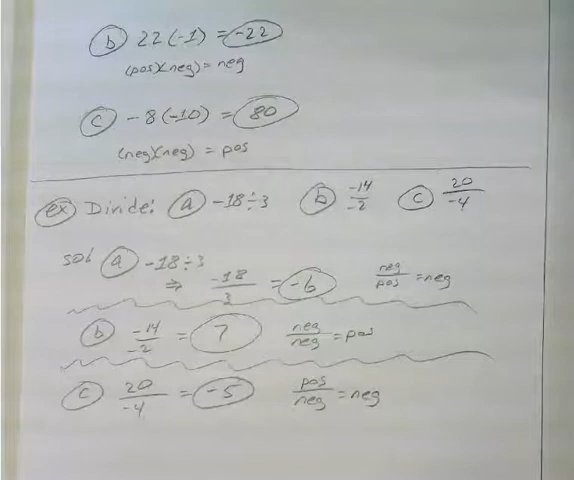 (b) 22(-1) = -22
(pos)(neg) = neg
(c) -8(-10) = 80
(neg)(neg) = pos
(ex) Divide: (a) -18÷3 (b) -14/-2 (c) 20/-4
sol (a) -18÷3
⇒ -18/3 = -6 neg/pos = neg
(b) -14/-2 = 7 neg/neg = pos
(c) 20/-4 = -5 pos/neg = neg